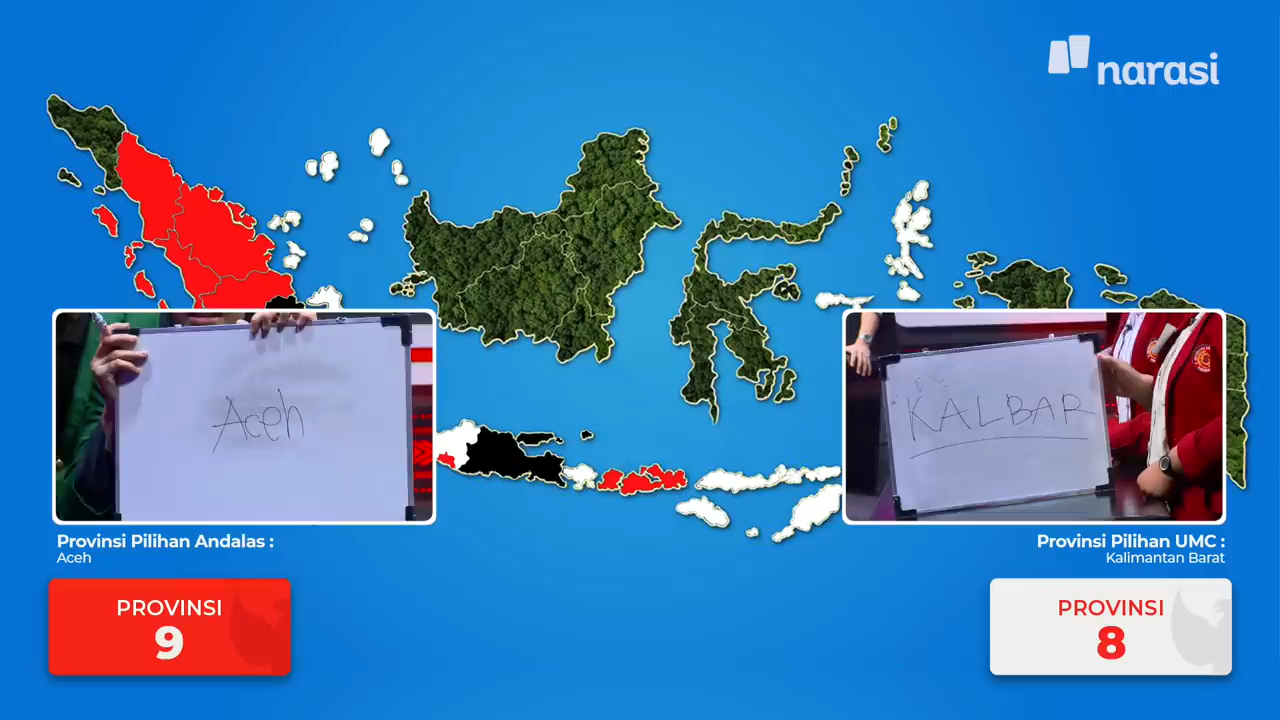 narasi
Aceh
KALBAR
Provinsi Pilihan Andalas :
Aceh
Provinsi Pilihan UMC :
Kalimantan Barat
PROVINSI
9
PROVINSI
8